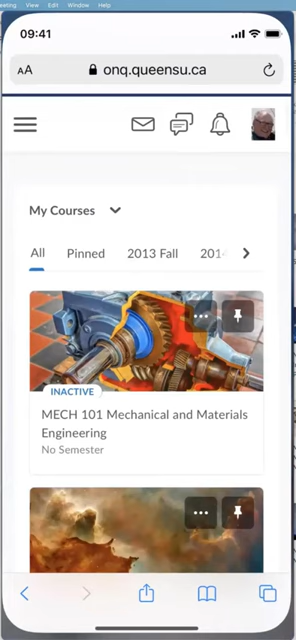 eeting View Edit Window Help
09:41
AA onq.queensu.ca
My Courses
All Pinned 2013 Fall 201
INACTIVE
MECH 101 Mechanical and Materials
Engineering
No Semester